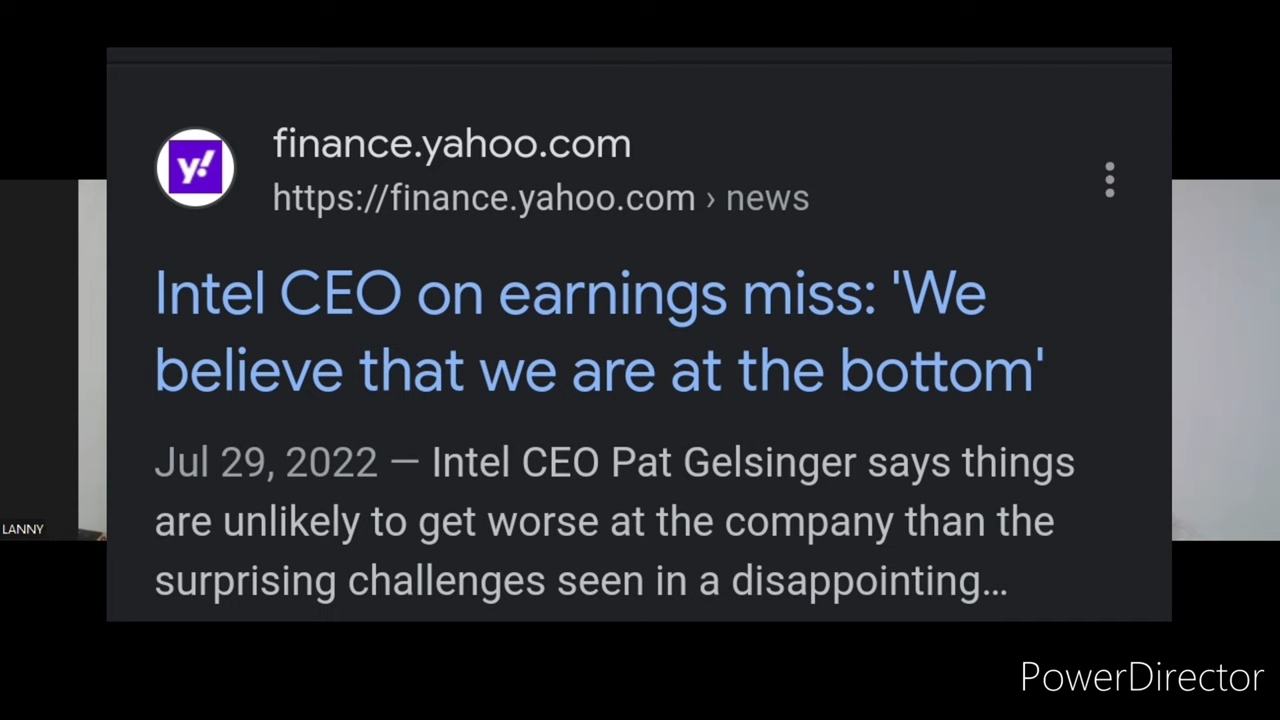 y!
finance.yahoo.com
https://finance.yahoo.com › news
Intel CEO on earnings miss: 'We
believe that we are at the bottom'
Jul 29, 2022 — Intel CEO Pat Gelsinger says things
are unlikely to get worse at the company than the
surprising challenges seen in a disappointing...
LANNY
PowerDirector